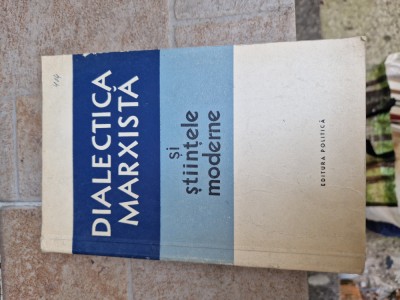 DIALECTICA
MARXISTĂ
și
științele
moderne
EDITURA POLITICĂ